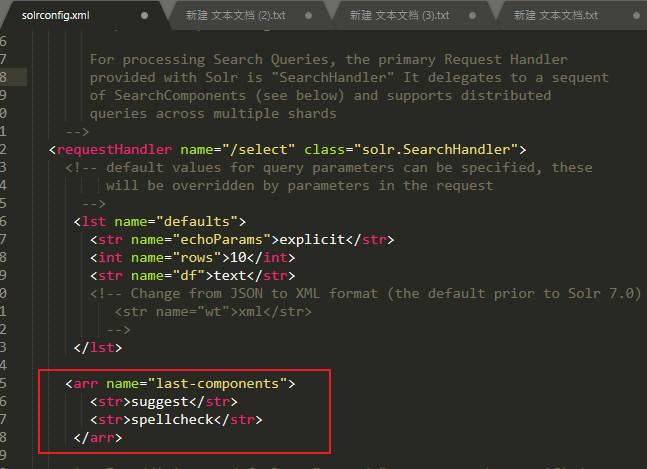 solrconfig.xml
新建 文本文档 (2).txt
新建 文本文档 (3).txt
新建 文本文档.txt
6
7 For processing Search Queries, the primary Request Handler
8 provided with Solr is "SearchHandler" It delegates to a sequent
9 of SearchComponents (see below) and supports distributed
0 queries across multiple shards
1 -->
2 <requestHandler name="/select" class="solr.SearchHandler">
3 <!-- default values for query parameters can be specified, these
4 will be overridden by parameters in the request
5 -->
6 <lst name="defaults">
7 <str name="echoParams">explicit</str>
8 <int name="rows">10</int>
9 <str name="df">text</str>
0 <!-- Change from JSON to XML format (the default prior to Solr 7.0)
1 <str name="wt">xml</str>
2 -->
3 </lst>
4
5 <arr name="last-components">
6 <str>suggest</str>
7 <str>spellcheck</str>
8 </arr>
9